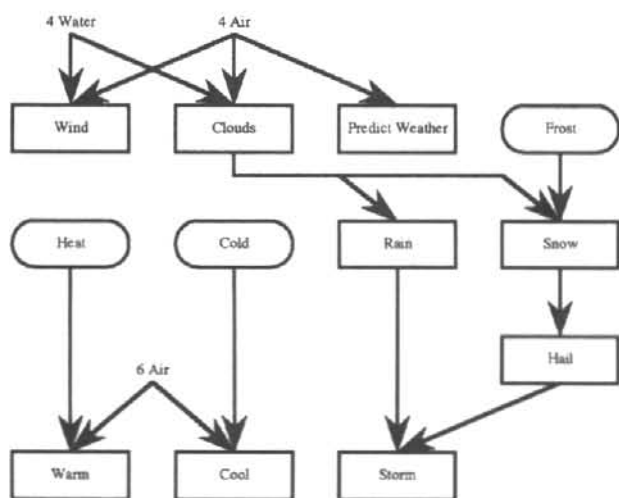 4 Water
4 Air
Wind
Clouds
Predict Weather
Frost
Heat
Cold
Rain
Snow
Hail
6 Air
Warm
Cool
Storm